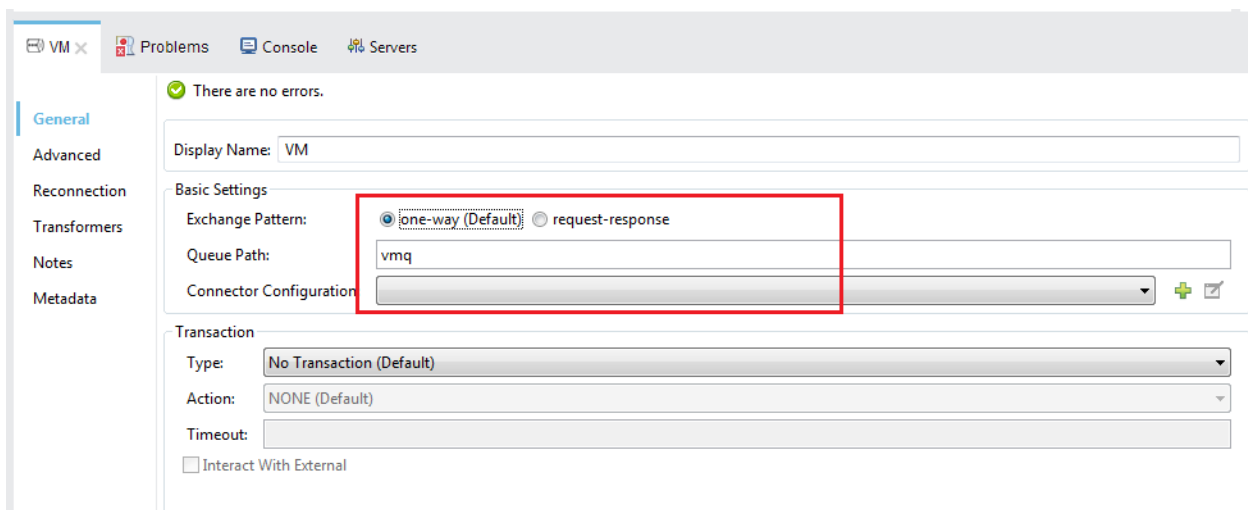 VM Problems Console Servers
There are no errors.
General
Advanced
Reconnection
Transformers
Notes
Metadata
Display Name: VM
Basic Settings
Exchange Pattern: one-way (Default) request-response
Queue Path: vmq
Connector Configuration
Transaction
Type: No Transaction (Default)
Action: NONE (Default)
Timeout:
Interact With External